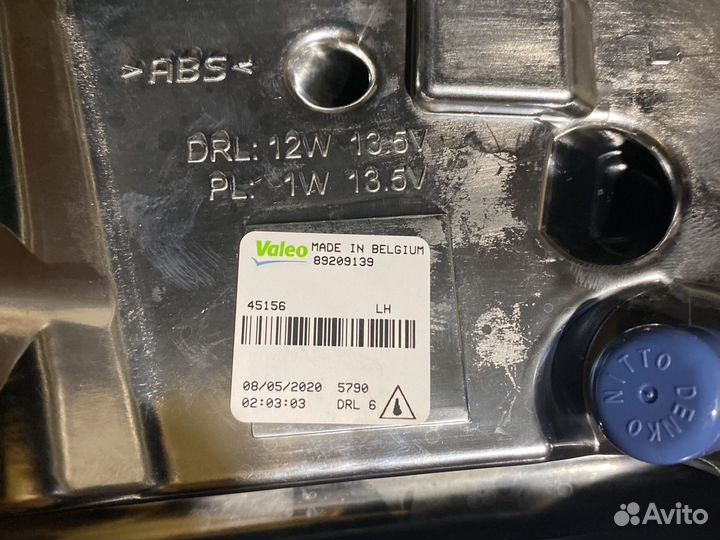 >ABS<
DRL: 12W 13.5V
PL: 1W 13.5V
Valeo MADE IN BELGIUM
89209139
45156 LH
08/05/2020 5790
02:03:03 DRL 6
NITTO DENKO
Avito